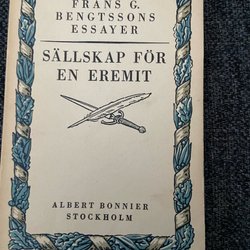 FRANS G.
BENGTSSONS
ESSAYER
SÄLLSKAP FÖR
EN EREMIT
ALBERT BONNIER
STOCKHOLM